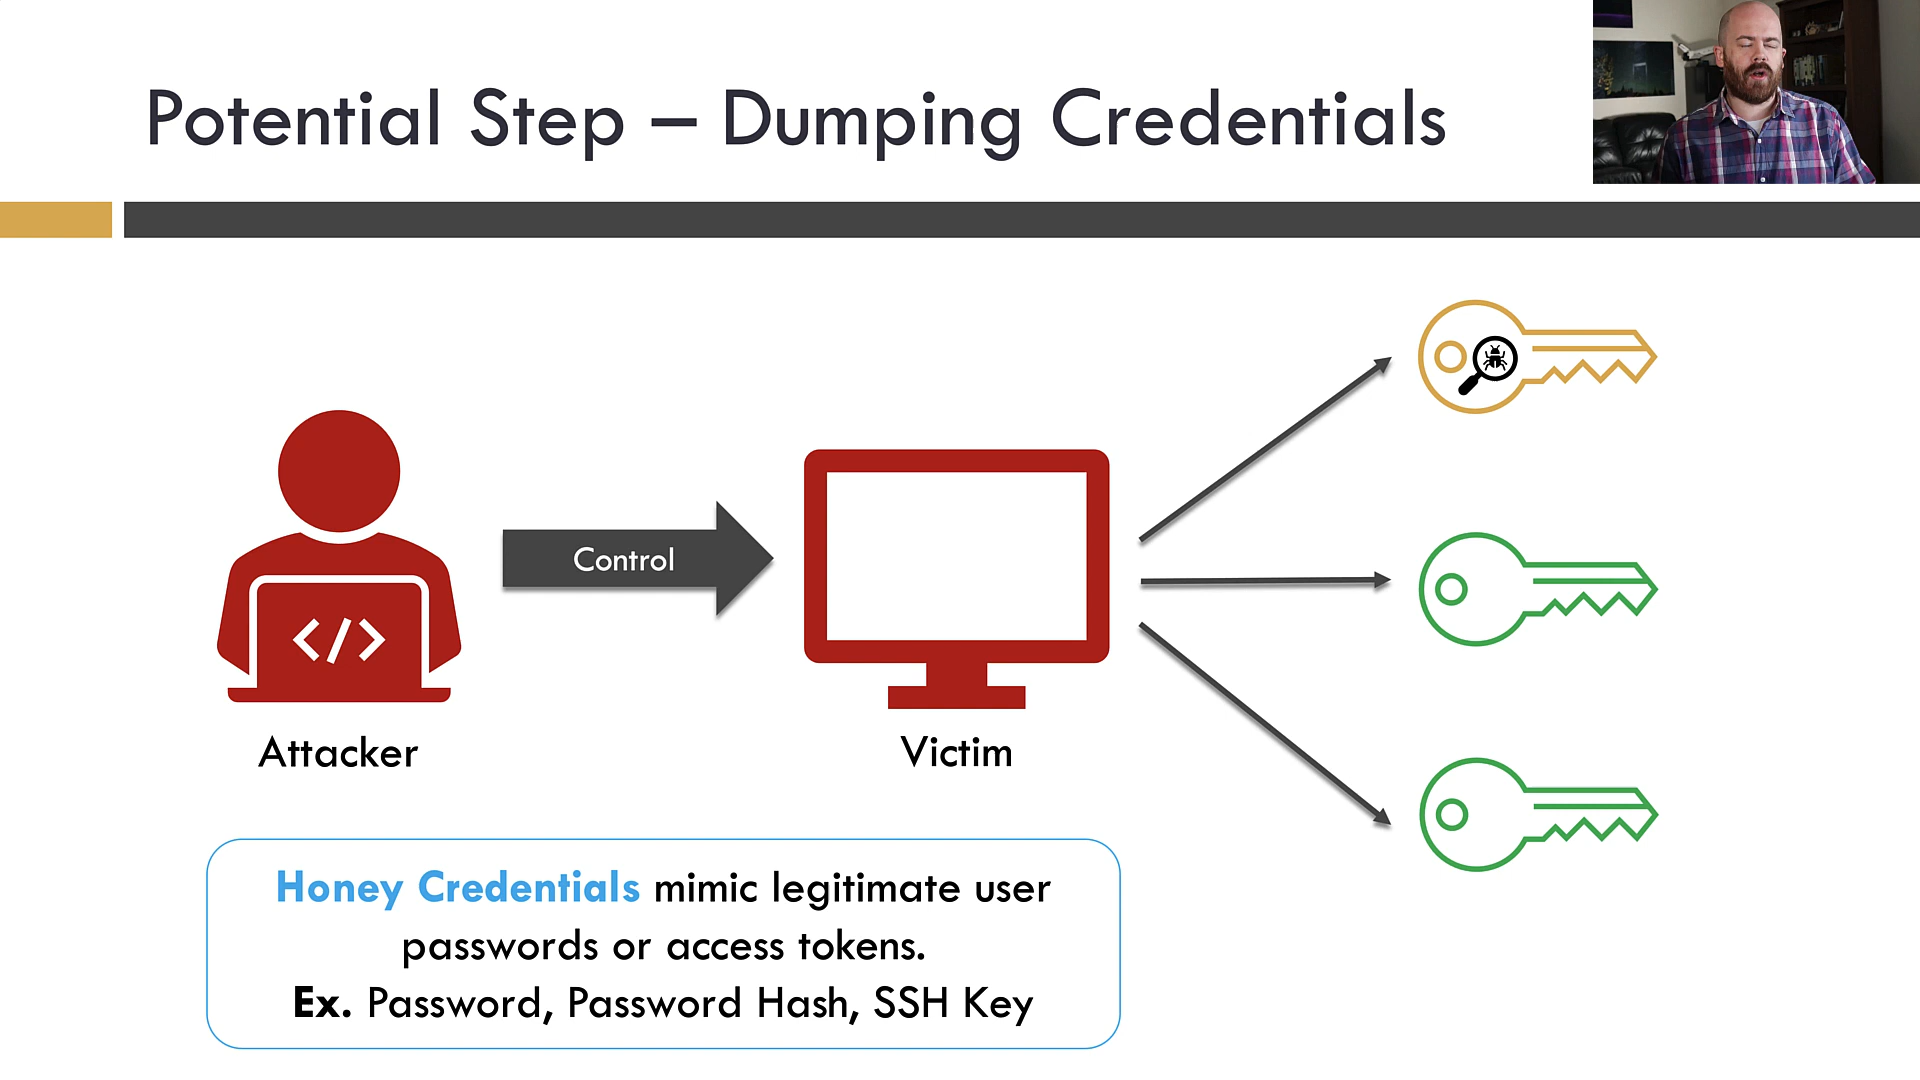 Potential Step – Dumping Credentials
Control
</>
Attacker
Victim
Honey Credentials mimic legitimate user
passwords or access tokens.
Ex. Password, Password Hash, SSH Key